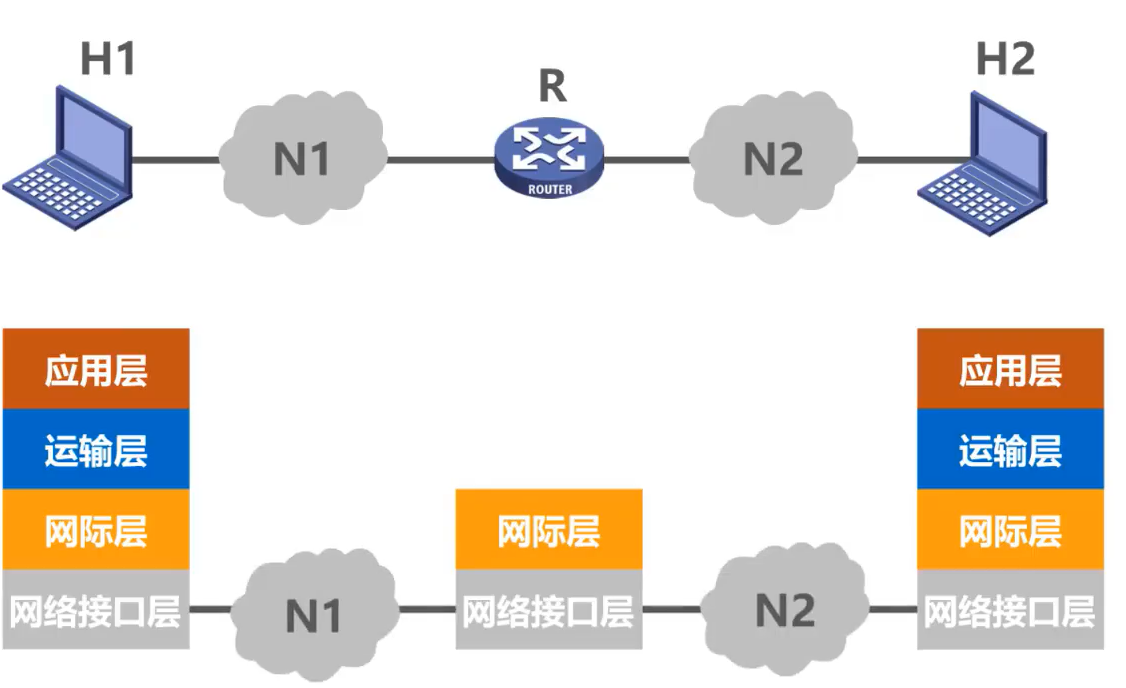 H1
R
H2
N1
N2
ROUTER
应用层
应用层
运输层
运输层
网际层
网际层
网际层
网络接口层
N1
网络接口层
N2
网络接口层